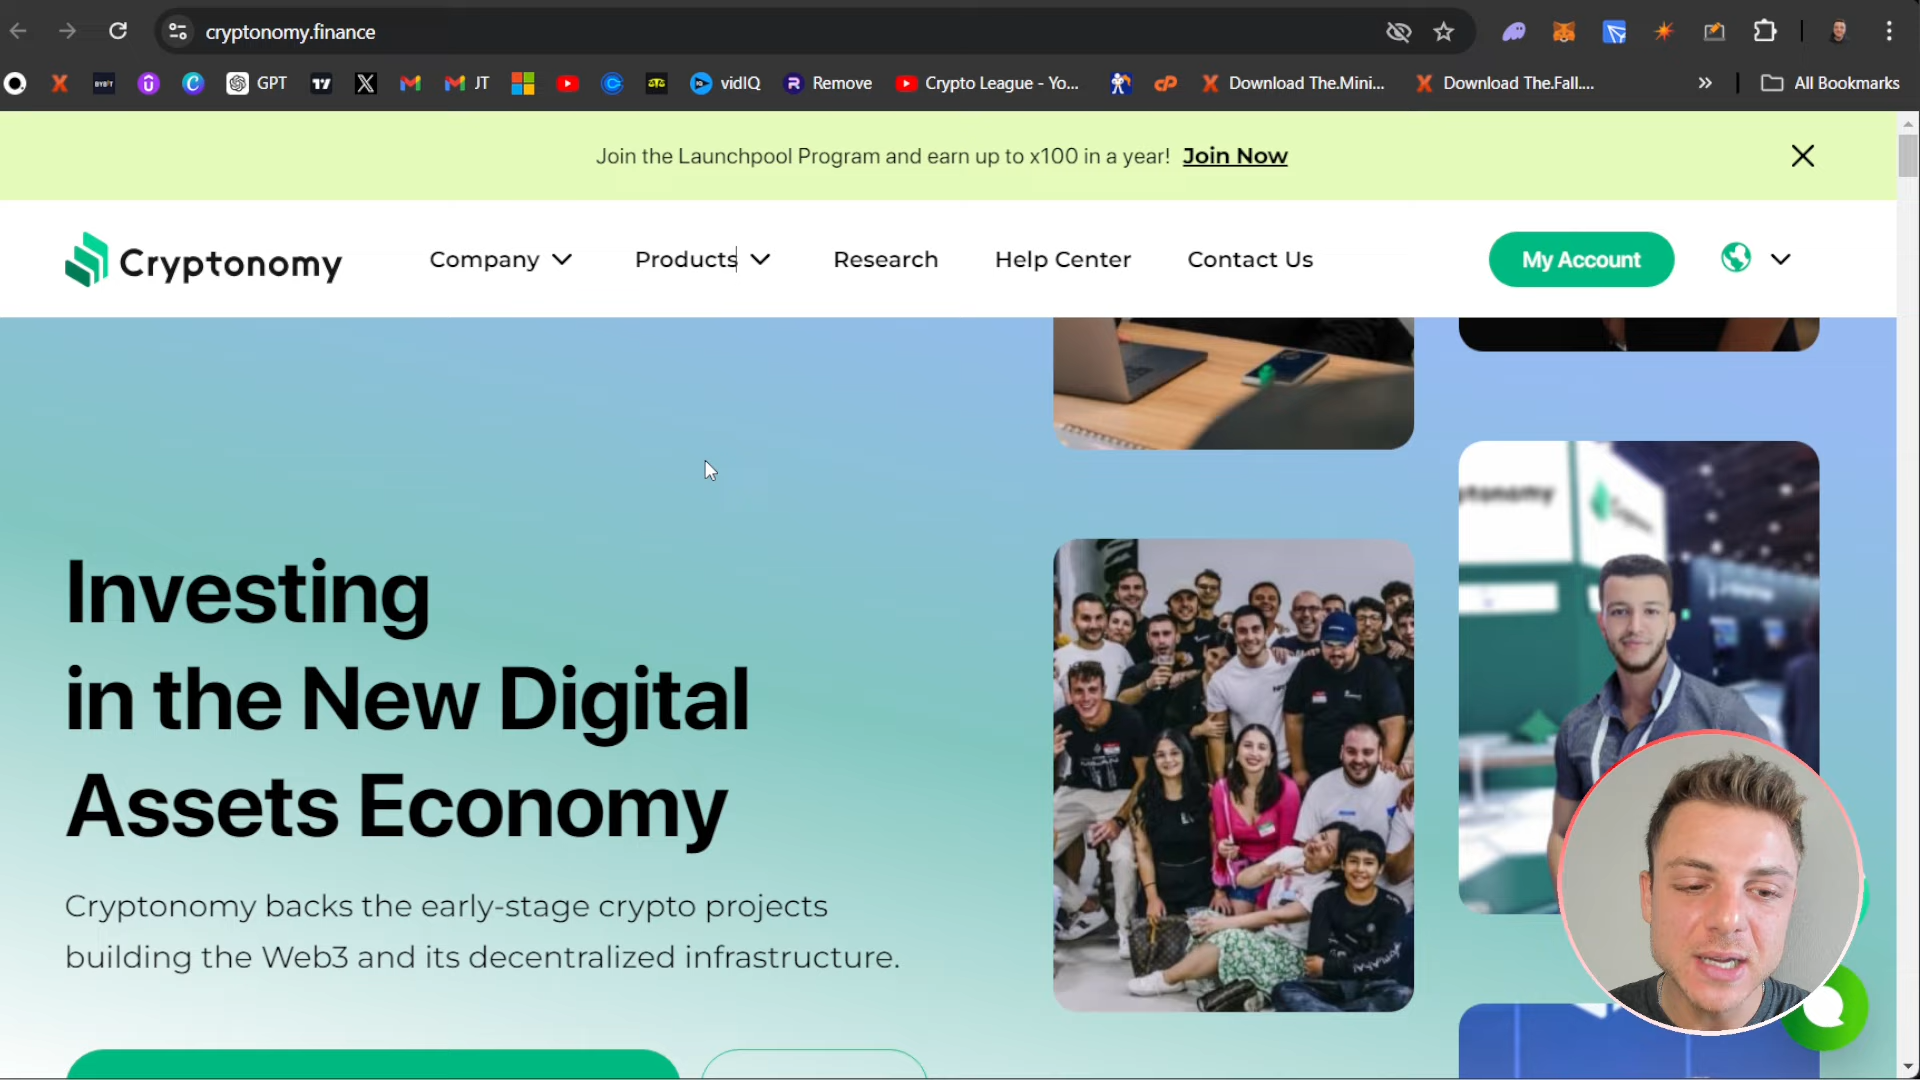 cryptonomy.finance
BYBIT
GPT
JT
vidIQ
Remove
Crypto League - Yo...
Download The.Mini...
Download The.Fall....
All Bookmarks
Join the Launchpool Program and earn up to x100 in a year! Join Now
Cryptonomy
Company
Products
Research
Help Center
Contact Us
My Account
Investing
in the New Digital
Assets Economy
Cryptonomy backs the early-stage crypto projects
building the Web3 and its decentralized infrastructure.